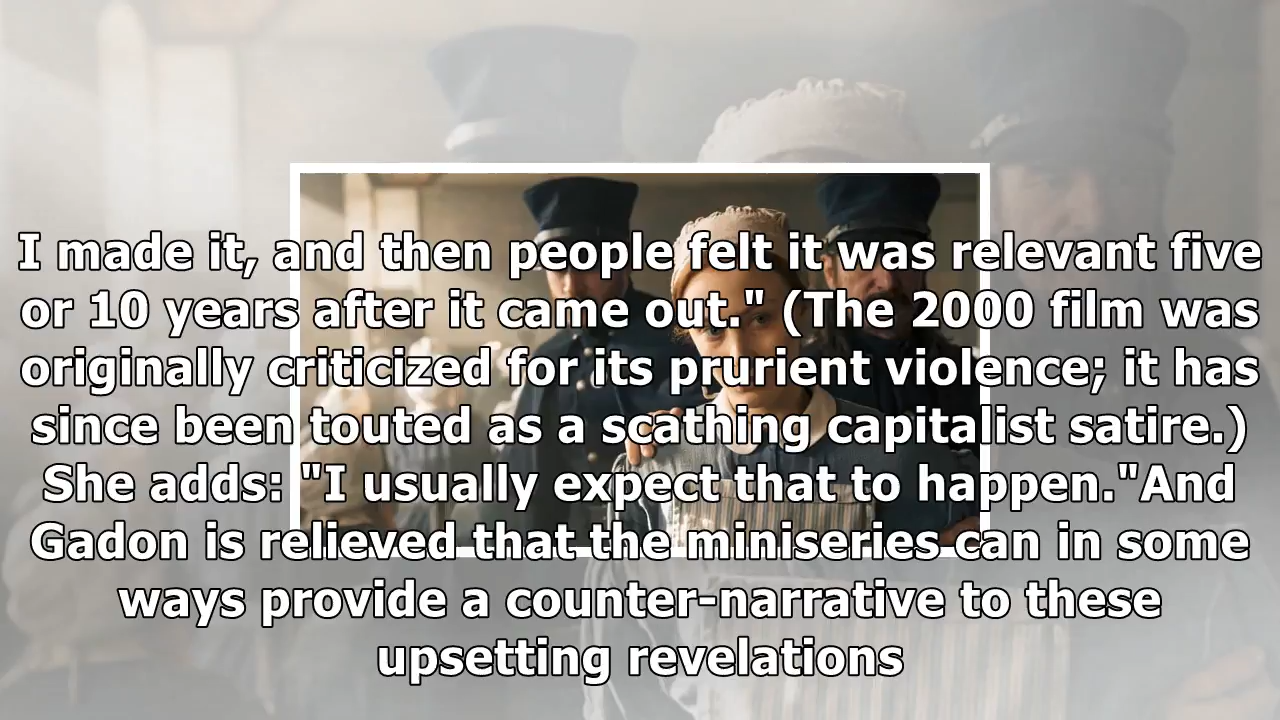 I made it, and then people felt it was relevant five
or 10 years after it came out." (The 2000 film was
originally criticized for its prurient violence; it has
since been touted as a scathing capitalist satire.)
She adds: "I usually expect that to happen."And
Gadon is relieved that the miniseries can in some
ways provide a counter-narrative to these
upsetting revelations